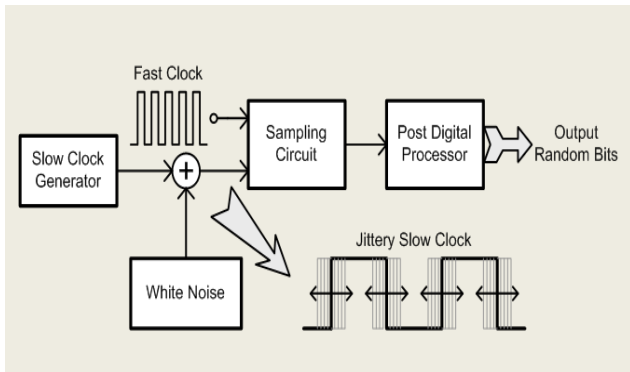 Fast Clock
Slow Clock
Generator
+
Sampling
Circuit
Post Digital
Processor
Output
Random Bits
White Noise
Jittery Slow Clock